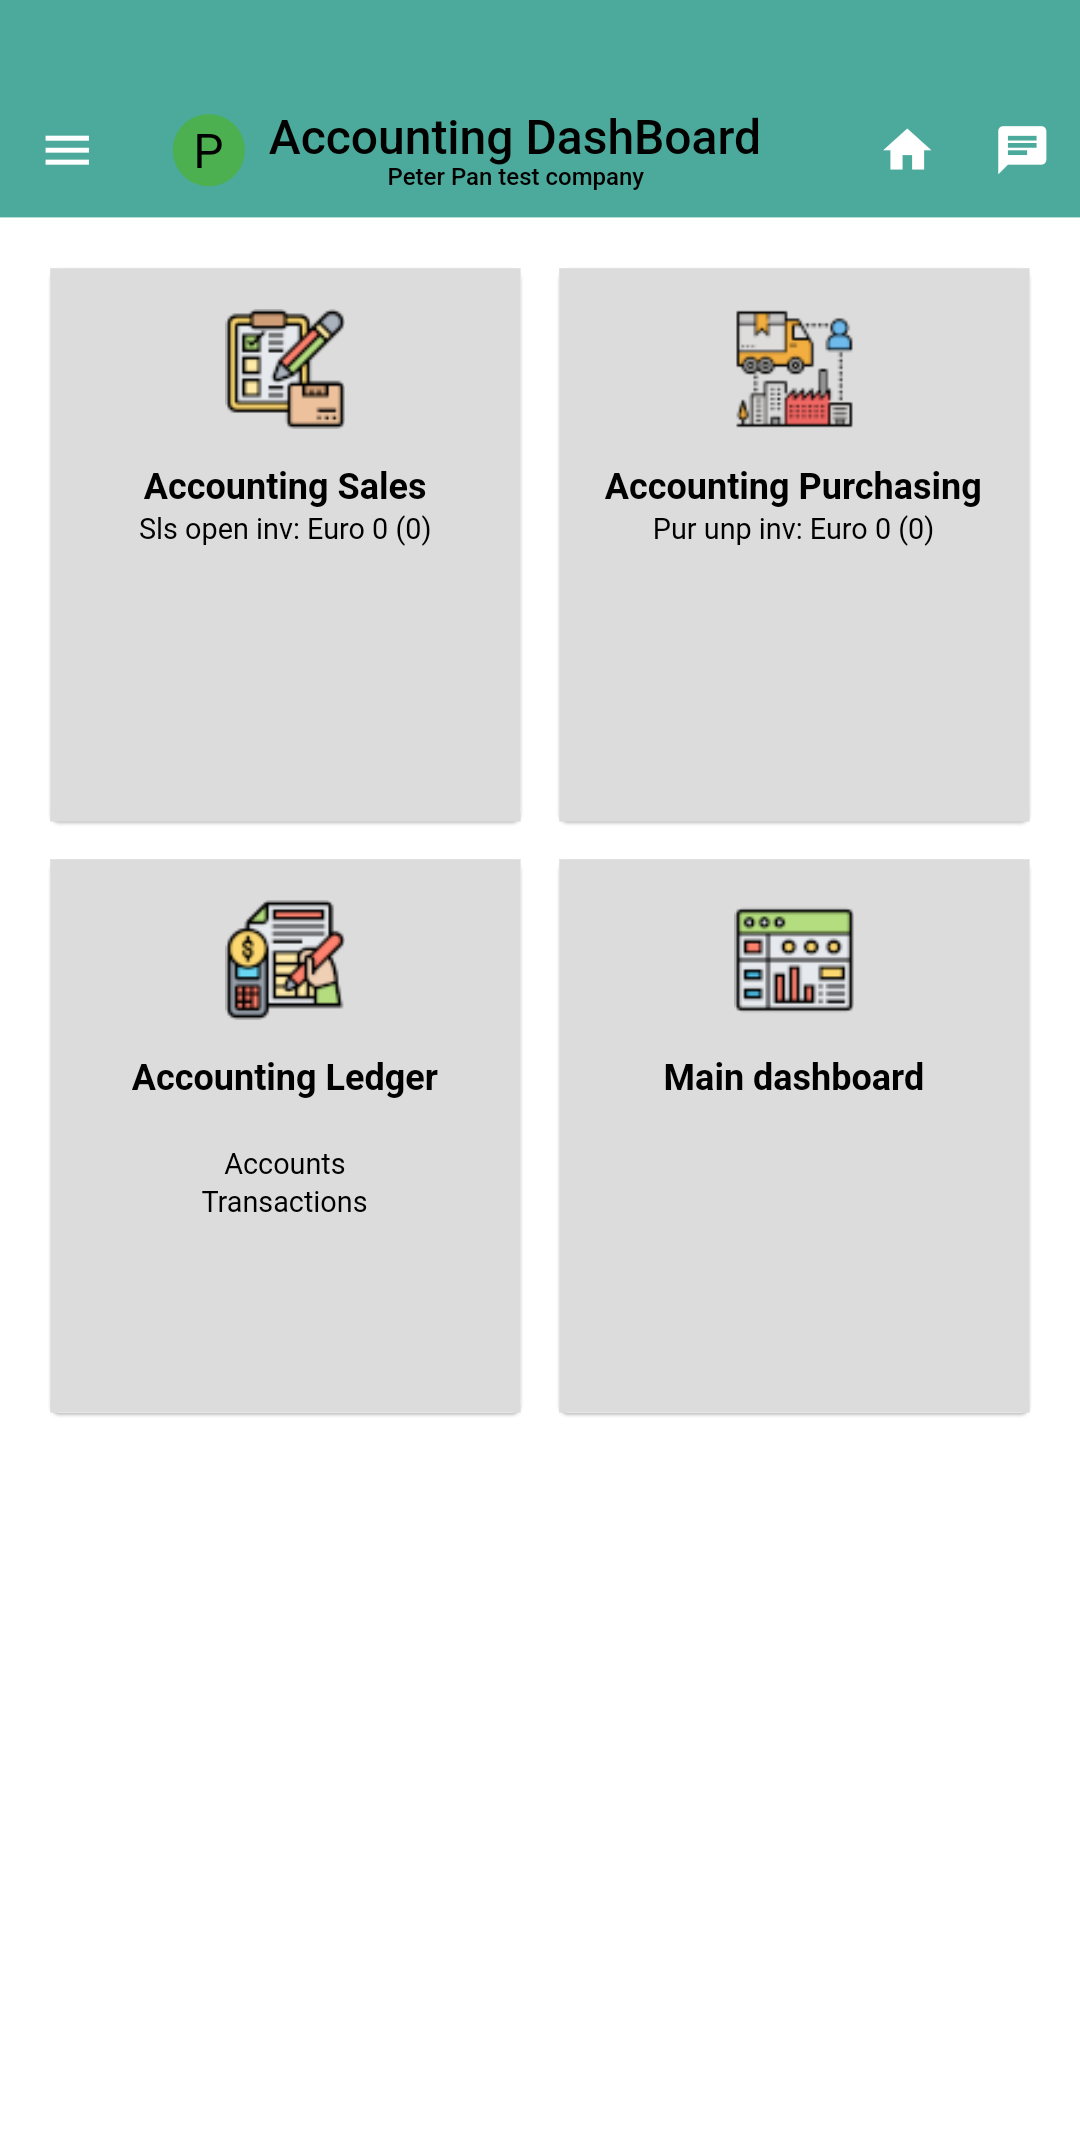 P
Accounting DashBoard
Peter Pan test company
Accounting Sales
Sls open inv: Euro 0 (0)
Accounting Purchasing
Pur unp inv: Euro 0 (0)
Accounting Ledger
Accounts
Transactions
Main dashboard